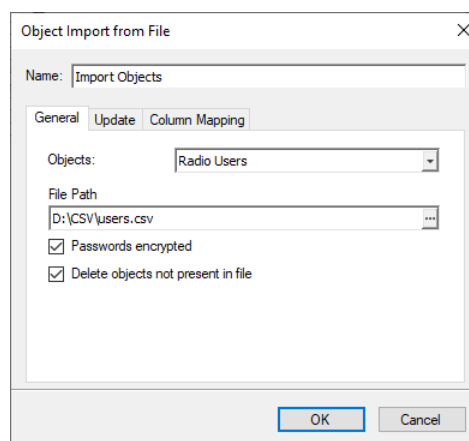 Object Import from File
Name: Import Objects
General Update Column Mapping
Objects: Radio Users
File Path
D:\CSV\users.csv ...
Passwords encrypted
Delete objects not present in file
OK Cancel